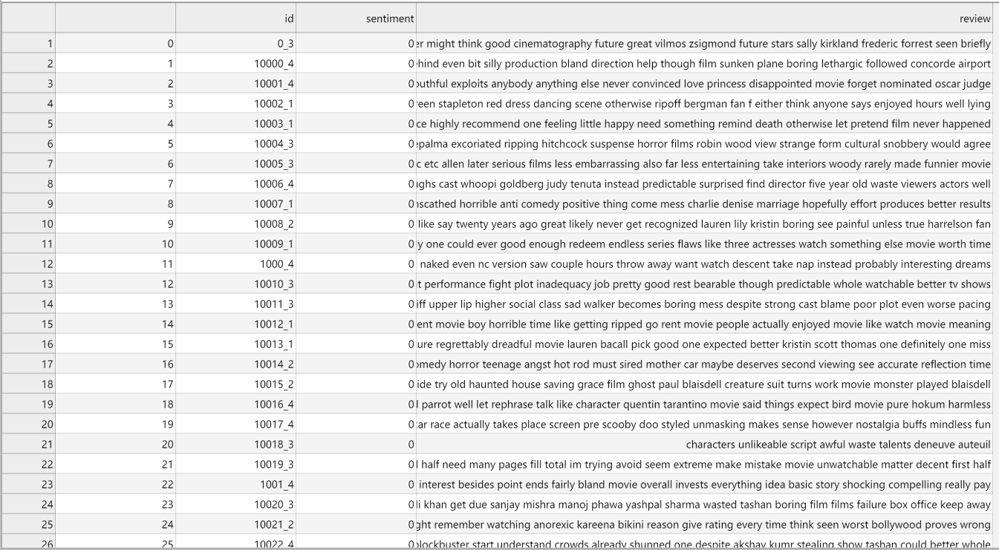 id sentiment review
1 0 0_3 0 might think good cinematography future great vilmos zsigmond future stars sally kirkland frederic forrest seen briefly
2 1 10000_4 0 even bit silly production bland direction help though film sunken plane boring lethargic followed concorde airport
3 2 10001_4 0 exploits anybody anything else never convinced love princess disappointed movie forget nominated oscar judge
4 3 10002_1 0 stapleton red dress dancing scene otherwise ripoff bergman fan f either think anyone says enjoyed hours well lying
5 4 10003_1 0 highly recommend one feeling little happy need something remind death otherwise let pretend film never happened
6 5 10004_3 0 excoriated ripping hitchcock suspense horror films robin wood view strange form cultural snobbery would agree
7 6 10005_3 0 etc allen later serious films less embarrassing also far less entertaining take interiors woody rarely made funnier movie
8 7 10006_4 0 cast whoopi goldberg judy tenuta instead predictable surprised find director five year old waste viewers actors well
9 8 10007_1 0 horrible anti comedy positive thing come mess charlie denise marriage hopefully effort produces better results
10 9 10008_2 0 like say twenty years ago great likely never get recognized lauren lily kristin boring see painful unless true harrelson fan
11 10 10009_1 0 one could ever good enough redeem endless series flaws like three actresses watch something else movie worth time
12 11 1000_4 0 naked even nc version saw couple hours throw away want watch descent take nap instead probably interesting dreams
13 12 10010_3 0 performance fight plot inadequacy job pretty good rest bearable though predictable whole watchable better tv shows
14 13 10011_3 0 upper lip higher social class sad walker becomes boring mess despite strong cast blame poor plot even worse pacing
15 14 10012_1 0 movie boy horrible time like getting ripped go rent movie people actually enjoyed movie like watch movie meaning
16 15 10013_1 0 regrettably dreadful movie lauren bacall pick good one expected better kristin scott thomas one definitely one miss
17 16 10014_2 0 horror teenage angst hot rod must sired mother car maybe deserves second viewing see accurate reflection time
18 17 10015_2 0 try old haunted house saving grace film ghost paul blaisdell creature suit turns work movie monster played blaisdell
19 18 10016_4 0 parrot well let rephrase talk like character quentin tarantino movie said things expect bird movie pure hokum harmless
20 19 10017_4 0 race actually takes place screen pre scooby doo styled unmasking makes sense however nostalgia buffs mindless fun
21 20 10018_3 0 characters unlikeable script awful waste talents deneuve auteuil
22 21 10019_3 0 half need many pages fill total im trying avoid seem extreme make mistake movie unwatchable matter decent first half
23 22 1001_4 0 interest besides point ends fairly bland movie overall invests everything idea basic story shocking compelling really pay
24 23 10020_3 0 khan get due sanjay mishra manoj phawa yashpal sharma wasted tashan boring film films failure box office keep away
25 24 10021_2 0 remember watching anorexic kareena bikini reason give rating every time think seen worst bollywood proves wrong
26 25 10022_4 0 start understand crowds already shunned one despite akshay kumr stealing show tashan could better whole